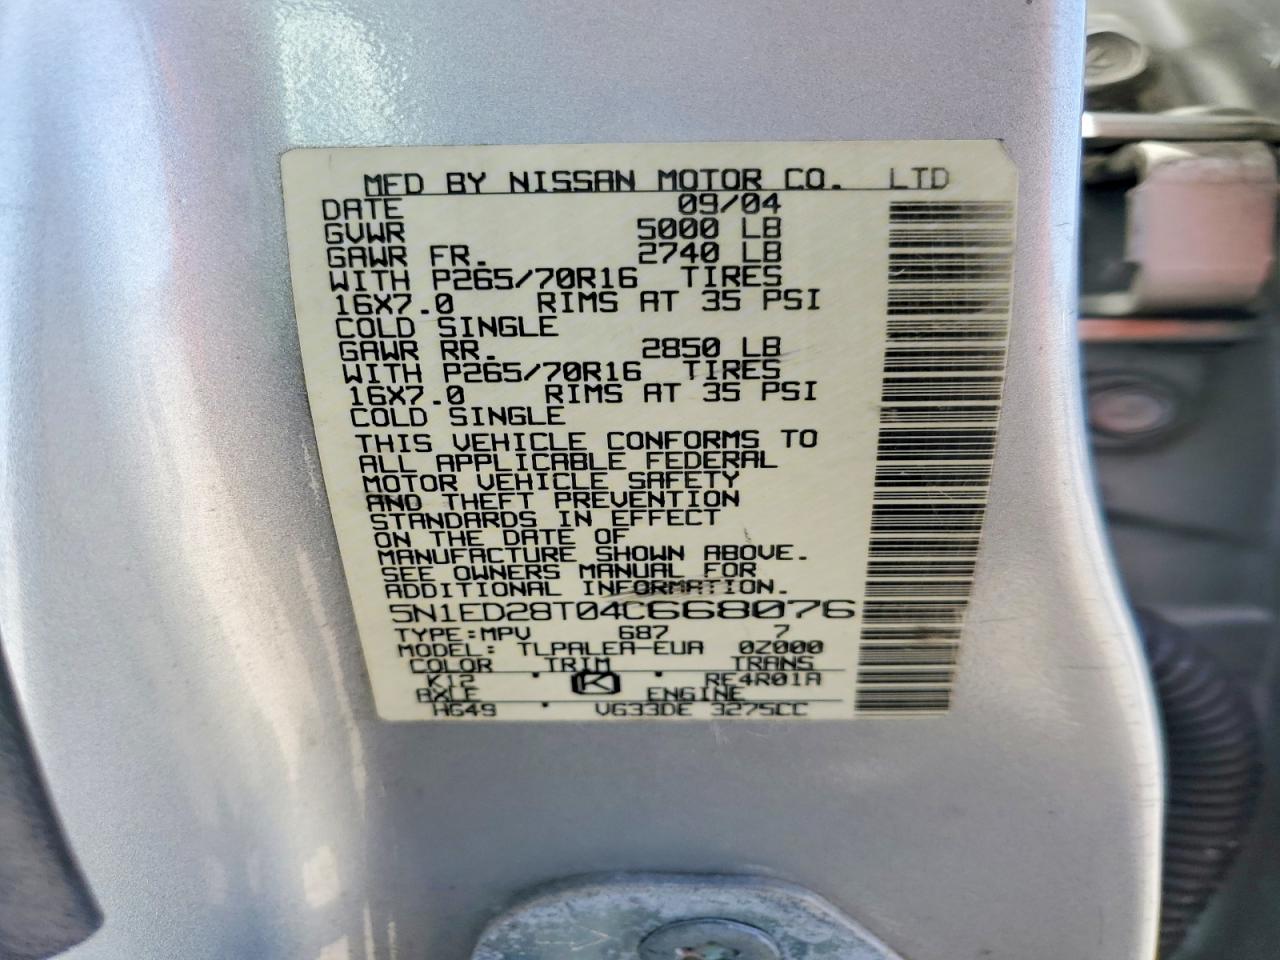 MFD BY NISSAN MOTOR CO. LTD
DATE 09/04
GVWR 5000 LB
GAWR FR. 2740 LB
WITH P265/70R16 TIRES
16X7.0 RIMS AT 35 PSI
COLD SINGLE
GAWR RR. 2850 LB
WITH P265/70R16 TIRES
16X7.0 RIMS AT 35 PSI
COLD SINGLE
THIS VEHICLE CONFORMS TO
ALL APPLICABLE FEDERAL
MOTOR VEHICLE SAFETY
AND THEFT PREVENTION
STANDARDS IN EFFECT
ON THE DATE OF
MANUFACTURE SHOWN ABOVE.
SEE OWNERS MANUAL FOR
ADDITIONAL INFORMATION.
5N1ED28T04C668076
TYPE:MPV 687 7
MODEL: TLPALEA-EUA 0Z000
COLOR TRIM TRANS
K12 * K RE4R01A
AXLE ENGINE
HG49 * VG33DE 3275CC